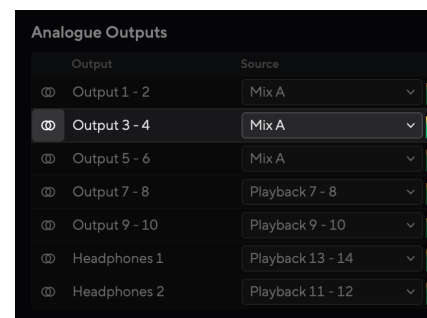 Analogue Outputs
Output Source
Output 1 - 2 Mix A
Output 3 - 4 Mix A
Output 5 - 6 Mix A
Output 7 - 8 Playback 7 - 8
Output 9 - 10 Playback 9 - 10
Headphones 1 Playback 13 - 14
Headphones 2 Playback 11 - 12